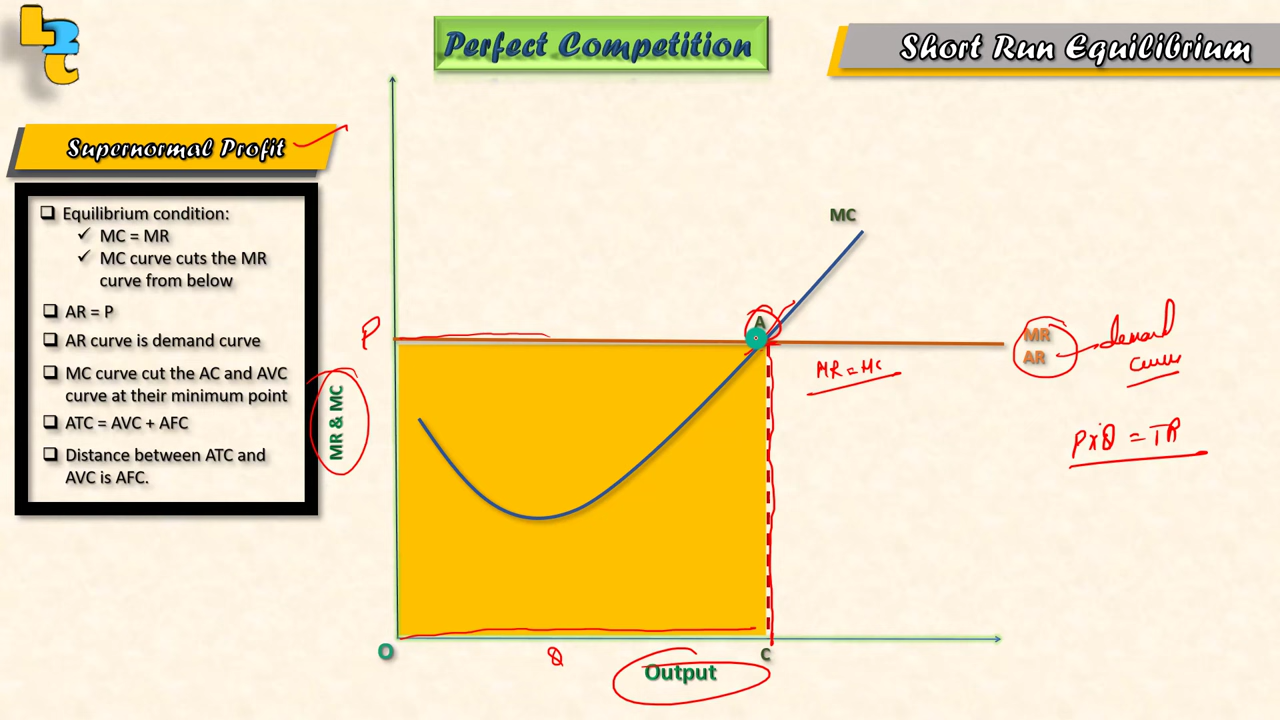 LBC
Perfect Competition
Short Run Equilibrium
Supernormal Profit
Equilibrium condition:
MC = MR
MC curve cuts the MR
curve from below
AR = P
AR curve is demand curve
MC curve cut the AC and AVC
curve at their minimum point
ATC = AVC + AFC
Distance between ATC and
AVC is AFC.
MR & MC
P
MC
A
MR = MC
MR
AR
demand
curve
P×Q = TR
O
Q
C
Output